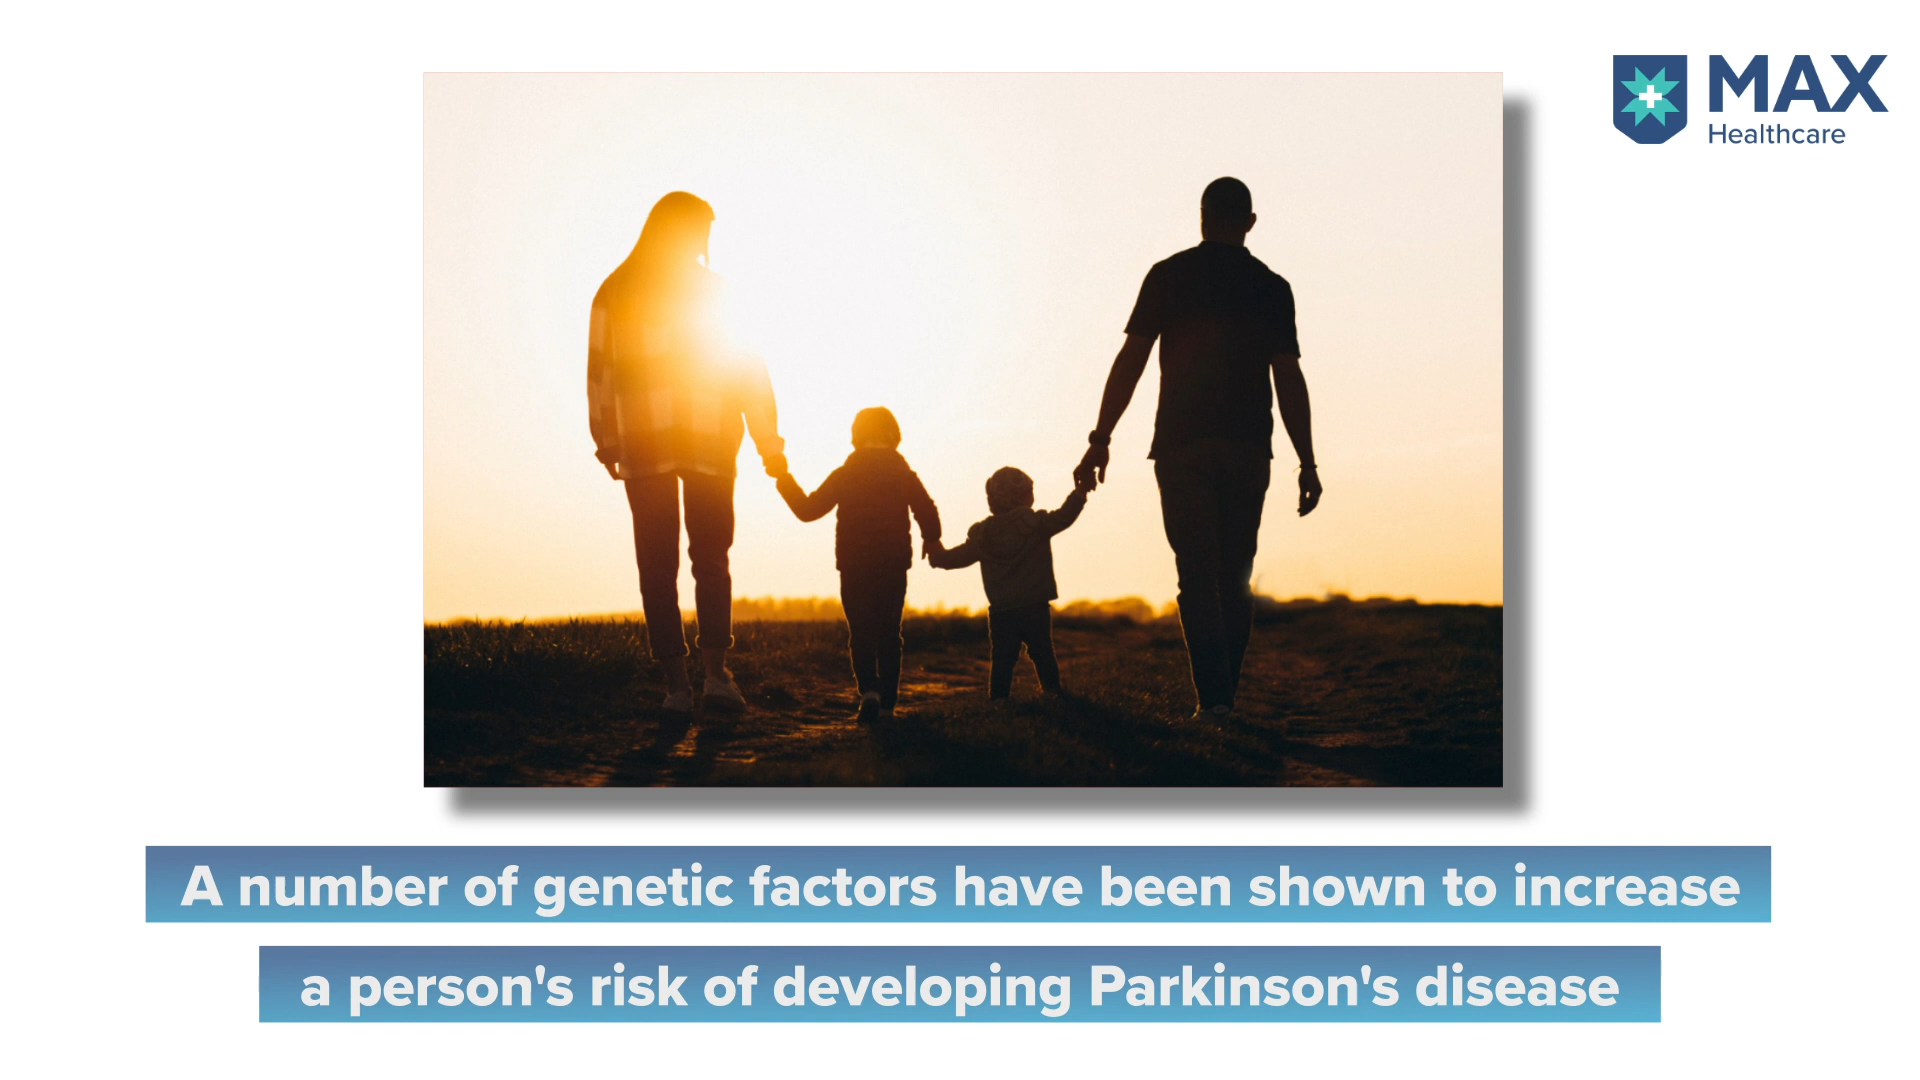 MAX
Healthcare
A number of genetic factors have been shown to increase
a person's risk of developing Parkinson's disease